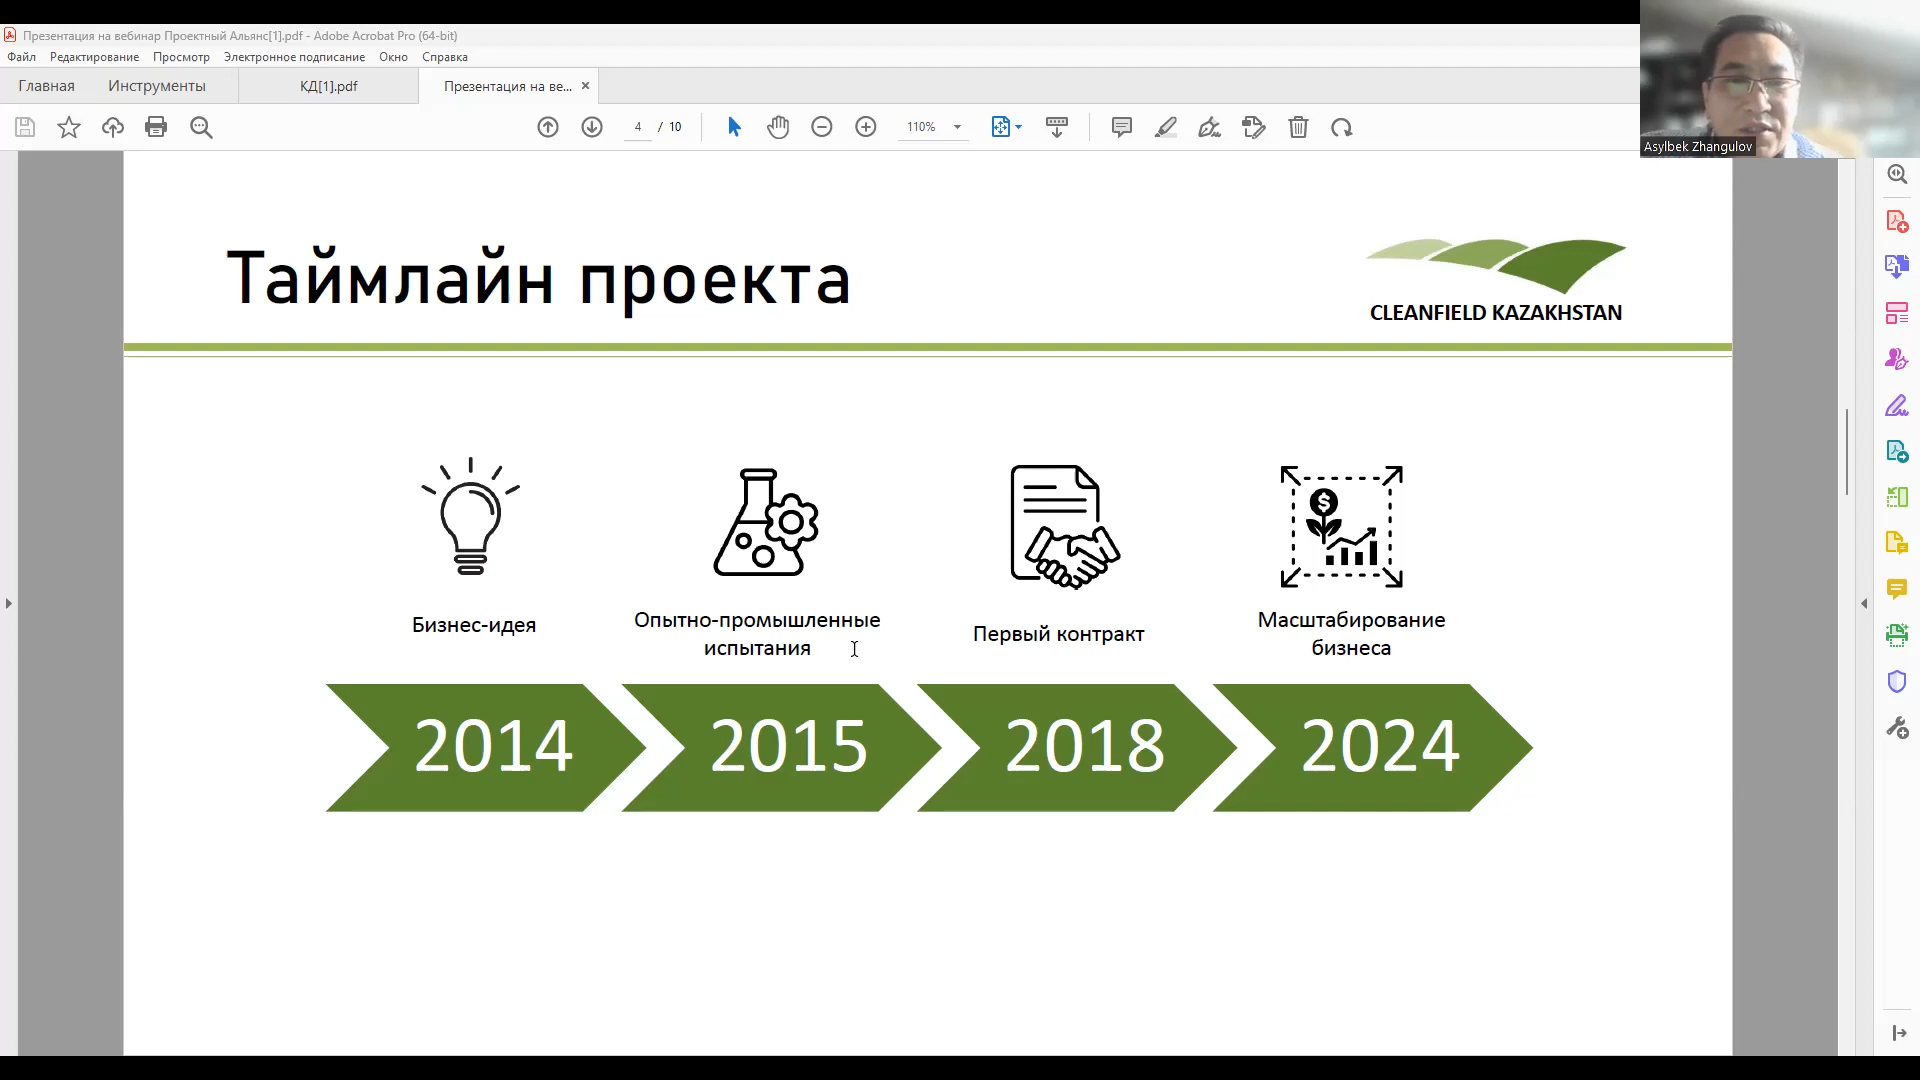 Презентация на вебинар Проектный Альянс[1].pdf - Adobe Acrobat Pro (64-bit)
Файл Редактирование Просмотр Электронное подписание Окно Справка
Главная Инструменты КД[1].pdf Презентация на ве... ×
4 / 10 110%
Asylbek Zhangulov
Таймлайн проекта
CLEANFIELD KAZAKHSTAN
Бизнес-идея
Опытно-промышленные
испытания
Первый контракт
Масштабирование
бизнеса
2014 2015 2018 2024